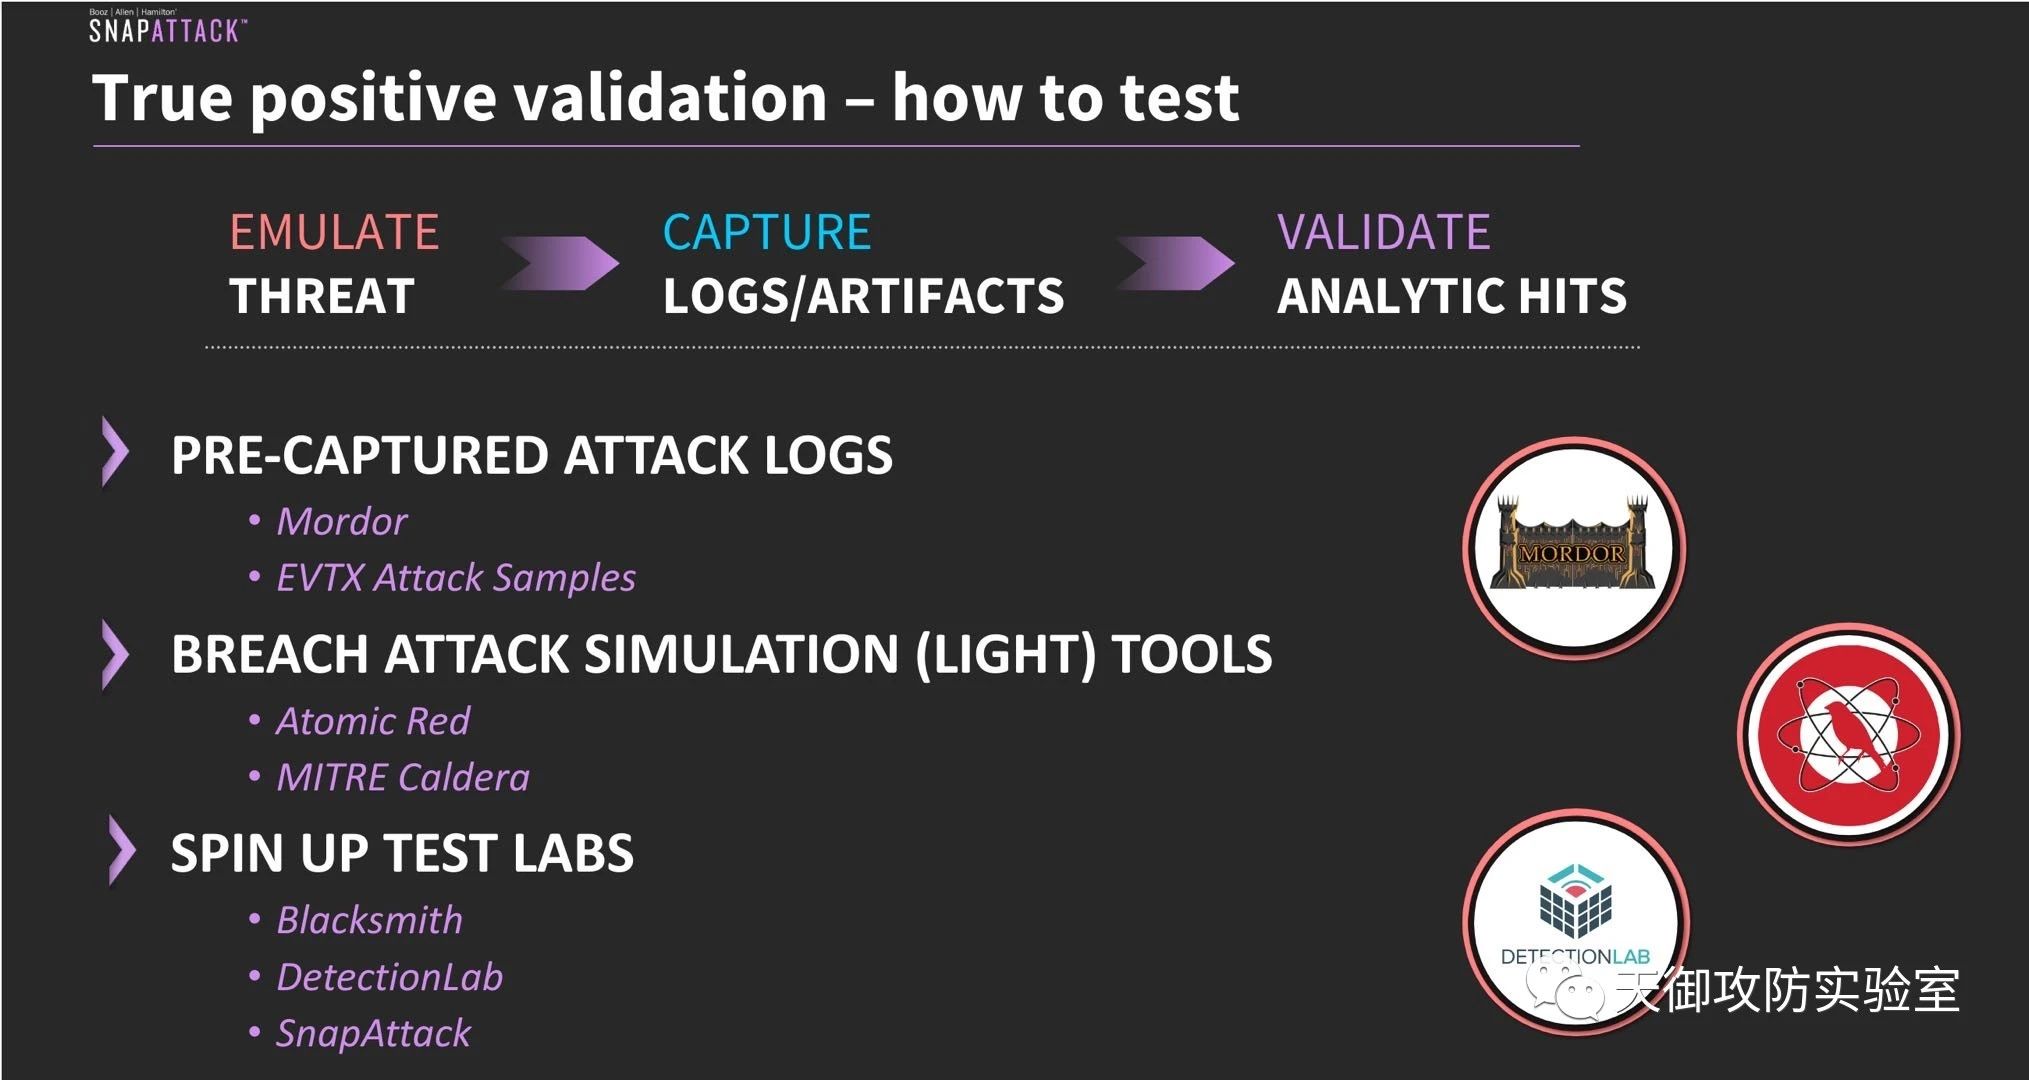 Booz | Allen | Hamilton®
SNAPATTACK™
True positive validation – how to test
EMULATE
THREAT
CAPTURE
LOGS/ARTIFACTS
VALIDATE
ANALYTIC HITS
PRE-CAPTURED ATTACK LOGS
• Mordor
• EVTX Attack Samples
MORDOR
BREACH ATTACK SIMULATION (LIGHT) TOOLS
• Atomic Red
• MITRE Caldera
SPIN UP TEST LABS
• Blacksmith
• DetectionLab
• SnapAttack
DETECTIONLAB
天御攻防实验室